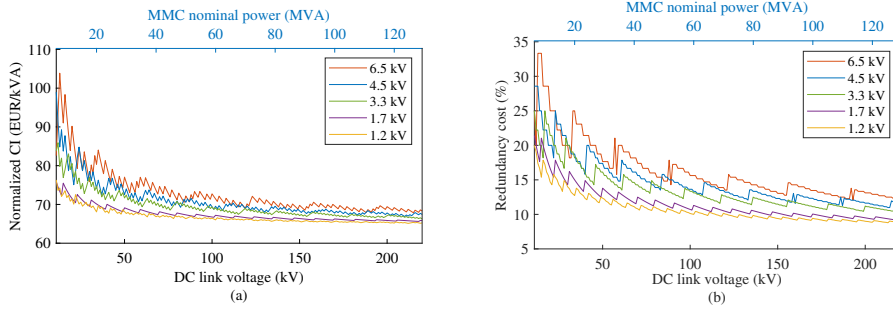 MMC nominal power (MVA)
20 40 60 80 100 120
110
100
90
80
70
60
Normalized CI (EUR/kVA)
6.5 kV
4.5 kV
3.3 kV
1.7 kV
1.2 kV
50 100 150 200
DC link voltage (kV)
(a)
MMC nominal power (MVA)
20 40 60 80 100 120
35
30
25
20
15
10
5
Redundancy cost (%)
6.5 kV
4.5 kV
3.3 kV
1.7 kV
1.2 kV
50 100 150 200
DC link voltage (kV)
(b)